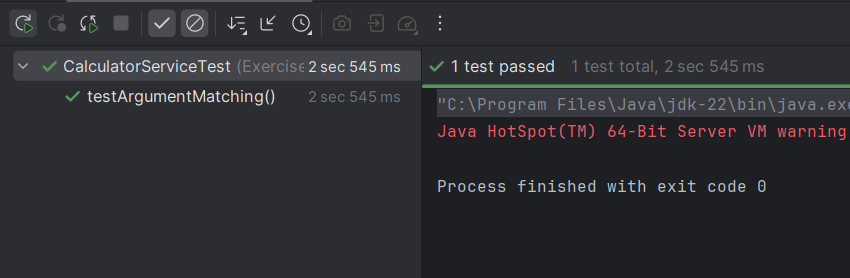 CalculatorServiceTest (Exercise 2 sec 545 ms
testArgumentMatching() 2 sec 545 ms
1 test passed 1 test total, 2 sec 545 ms
"C:\Program Files\Java\jdk-22\bin\java.exe
Java HotSpot(TM) 64-Bit Server VM warning
Process finished with exit code 0